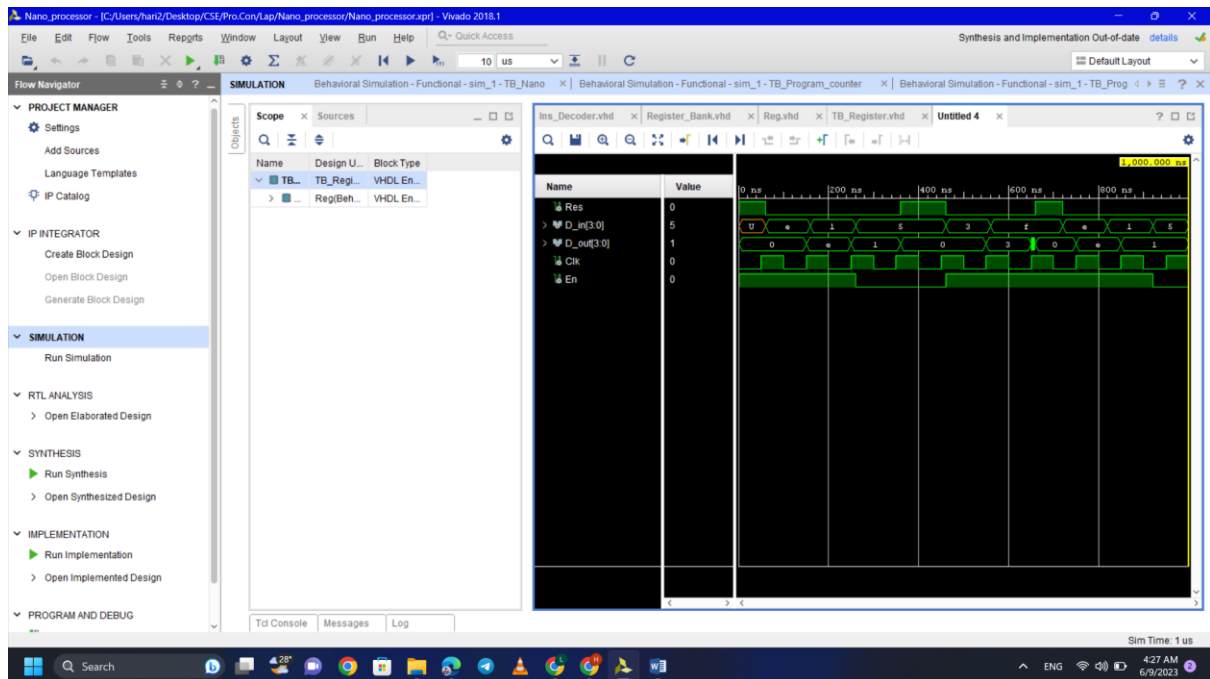 Nano_processor - [C:/Users/hari2/Desktop/CSE/Pro.Con/Lap/Nano_processor/Nano_processor.xpr] - Vivado 2018.1
File Edit Flow Tools Reports Window Layout View Run Help Quick Access
Synthesis and Implementation Out-of-date details
10 us
Default Layout
Flow Navigator
SIMULATION Behavioral Simulation - Functional - sim_1 - TB_Nano Behavioral Simulation - Functional - sim_1 - TB_Program_counter Behavioral Simulation - Functional - sim_1 - TB_Prog
PROJECT MANAGER
Settings
Add Sources
Language Templates
IP Catalog
IP INTEGRATOR
Create Block Design
Open Block Design
Generate Block Design
SIMULATION
Run Simulation
RTL ANALYSIS
Open Elaborated Design
SYNTHESIS
Run Synthesis
Open Synthesized Design
IMPLEMENTATION
Run Implementation
Open Implemented Design
PROGRAM AND DEBUG
Objects
Scope Sources
Name Design U... Block Type
TB... TB_Regi... VHDL En...
... Reg(Beh... VHDL En...
Ins_Decoder.vhd Register_Bank.vhd Reg.vhd TB_Register.vhd Untitled 4
1,000.000 ns
Name Value 0 ns 200 ns 400 ns 600 ns 800 ns
Res 0
D_in[3:0] 5 U e 1 5 3 f e 1 5
D_out[3:0] 1 0 e 1 0 3 0 e 1
Clk 0
En 0
Tcl Console Messages Log
Sim Time: 1 us
Search 28° ENG 4:27 AM
6/9/2023 2